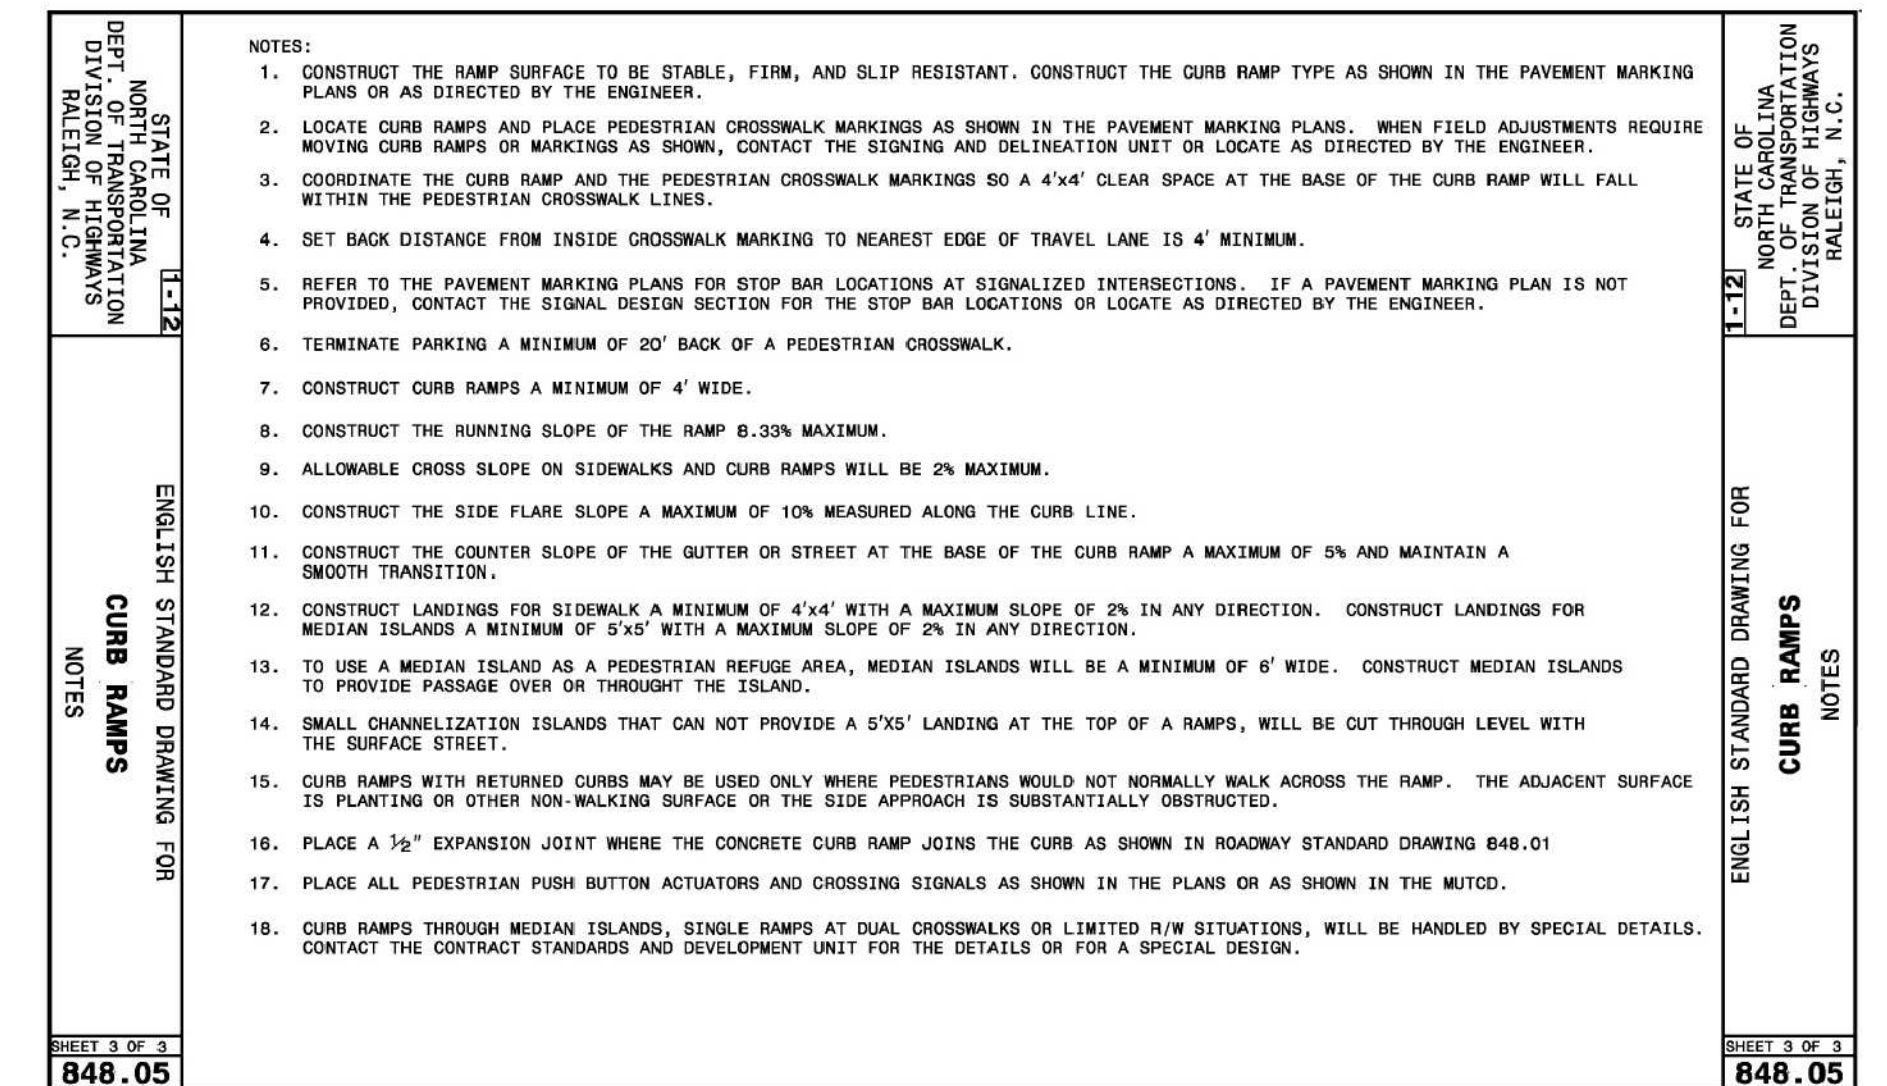 STATE OF
NORTH CAROLINA
DEPT. OF TRANSPORTATION
DIVISION OF HIGHWAYS
RALEIGH, N.C.
1-12
ENGLISH STANDARD DRAWING FOR
CURB RAMPS
NOTES
SHEET 3 OF 3
848.05
NOTES:
1. CONSTRUCT THE RAMP SURFACE TO BE STABLE, FIRM, AND SLIP RESISTANT. CONSTRUCT THE CURB RAMP TYPE AS SHOWN IN THE PAVEMENT MARKING
PLANS OR AS DIRECTED BY THE ENGINEER.
2. LOCATE CURB RAMPS AND PLACE PEDESTRIAN CROSSWALK MARKINGS AS SHOWN IN THE PAVEMENT MARKING PLANS. WHEN FIELD ADJUSTMENTS REQUIRE
MOVING CURB RAMPS OR MARKINGS AS SHOWN, CONTACT THE SIGNING AND DELINEATION UNIT OR LOCATE AS DIRECTED BY THE ENGINEER.
3. COORDINATE THE CURB RAMP AND THE PEDESTRIAN CROSSWALK MARKINGS SO A 4'x4' CLEAR SPACE AT THE BASE OF THE CURB RAMP WILL FALL
WITHIN THE PEDESTRIAN CROSSWALK LINES.
4. SET BACK DISTANCE FROM INSIDE CROSSWALK MARKING TO NEAREST EDGE OF TRAVEL LANE IS 4' MINIMUM.
5. REFER TO THE PAVEMENT MARKING PLANS FOR STOP BAR LOCATIONS AT SIGNALIZED INTERSECTIONS. IF A PAVEMENT MARKING PLAN IS NOT
PROVIDED, CONTACT THE SIGNAL DESIGN SECTION FOR THE STOP BAR LOCATIONS OR LOCATE AS DIRECTED BY THE ENGINEER.
6. TERMINATE PARKING A MINIMUM OF 20' BACK OF A PEDESTRIAN CROSSWALK.
7. CONSTRUCT CURB RAMPS A MINIMUM OF 4' WIDE.
8. CONSTRUCT THE RUNNING SLOPE OF THE RAMP 8.33% MAXIMUM.
9. ALLOWABLE CROSS SLOPE ON SIDEWALKS AND CURB RAMPS WILL BE 2% MAXIMUM.
10. CONSTRUCT THE SIDE FLARE SLOPE A MAXIMUM OF 10% MEASURED ALONG THE CURB LINE.
11. CONSTRUCT THE COUNTER SLOPE OF THE GUTTER OR STREET AT THE BASE OF THE CURB RAMP A MAXIMUM OF 5% AND MAINTAIN A
SMOOTH TRANSITION.
12. CONSTRUCT LANDINGS FOR SIDEWALK A MINIMUM OF 4'x4' WITH A MAXIMUM SLOPE OF 2% IN ANY DIRECTION. CONSTRUCT LANDINGS FOR
MEDIAN ISLANDS A MINIMUM OF 5'x5' WITH A MAXIMUM SLOPE OF 2% IN ANY DIRECTION.
13. TO USE A MEDIAN ISLAND AS A PEDESTRIAN REFUGE AREA, MEDIAN ISLANDS WILL BE A MINIMUM OF 6' WIDE. CONSTRUCT MEDIAN ISLANDS
TO PROVIDE PASSAGE OVER OR THROUGHT THE ISLAND.
14. SMALL CHANNELIZATION ISLANDS THAT CAN NOT PROVIDE A 5'X5' LANDING AT THE TOP OF A RAMPS, WILL BE CUT THROUGH LEVEL WITH
THE SURFACE STREET.
15. CURB RAMPS WITH RETURNED CURBS MAY BE USED ONLY WHERE PEDESTRIANS WOULD NOT NORMALLY WALK ACROSS THE RAMP. THE ADJACENT SURFACE
IS PLANTING OR OTHER NON-WALKING SURFACE OR THE SIDE APPROACH IS SUBSTANTIALLY OBSTRUCTED.
16. PLACE A ½" EXPANSION JOINT WHERE THE CONCRETE CURB RAMP JOINS THE CURB AS SHOWN IN ROADWAY STANDARD DRAWING 848.01
17. PLACE ALL PEDESTRIAN PUSH BUTTON ACTUATORS AND CROSSING SIGNALS AS SHOWN IN THE PLANS OR AS SHOWN IN THE MUTCD.
18. CURB RAMPS THROUGH MEDIAN ISLANDS, SINGLE RAMPS AT DUAL CROSSWALKS OR LIMITED R/W SITUATIONS, WILL BE HANDLED BY SPECIAL DETAILS.
CONTACT THE CONTRACT STANDARDS AND DEVELOPMENT UNIT FOR THE DETAILS OR FOR A SPECIAL DESIGN.
1-12
STATE OF
NORTH CAROLINA
DEPT. OF TRANSPORTATION
DIVISION OF HIGHWAYS
RALEIGH, N.C.
ENGLISH STANDARD DRAWING FOR
CURB RAMPS
NOTES
SHEET 3 OF 3
848.05